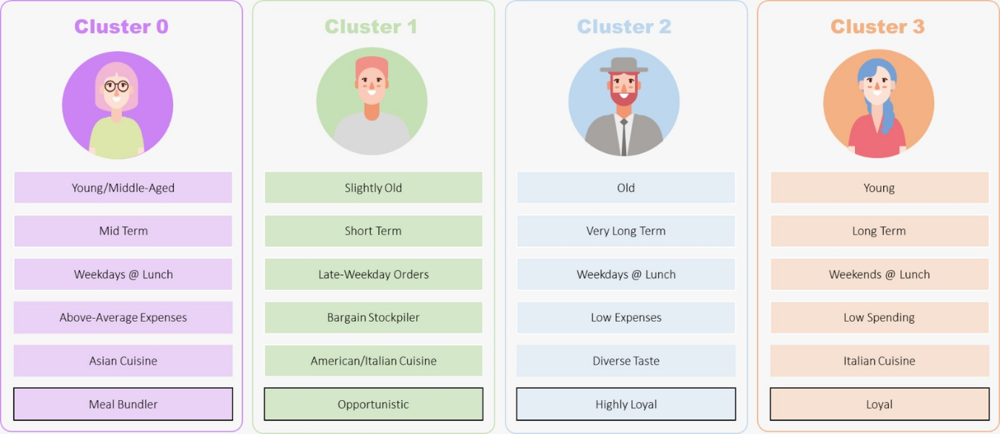 Cluster 0
Young/Middle-Aged
Mid Term
Weekdays @ Lunch
Above-Average Expenses
Asian Cuisine
Meal Bundler
Cluster 1
Slightly Old
Short Term
Late-Weekday Orders
Bargain Stockpiler
American/Italian Cuisine
Opportunistic
Cluster 2
Old
Very Long Term
Weekdays @ Lunch
Low Expenses
Diverse Taste
Highly Loyal
Cluster 3
Young
Long Term
Weekends @ Lunch
Low Spending
Italian Cuisine
Loyal